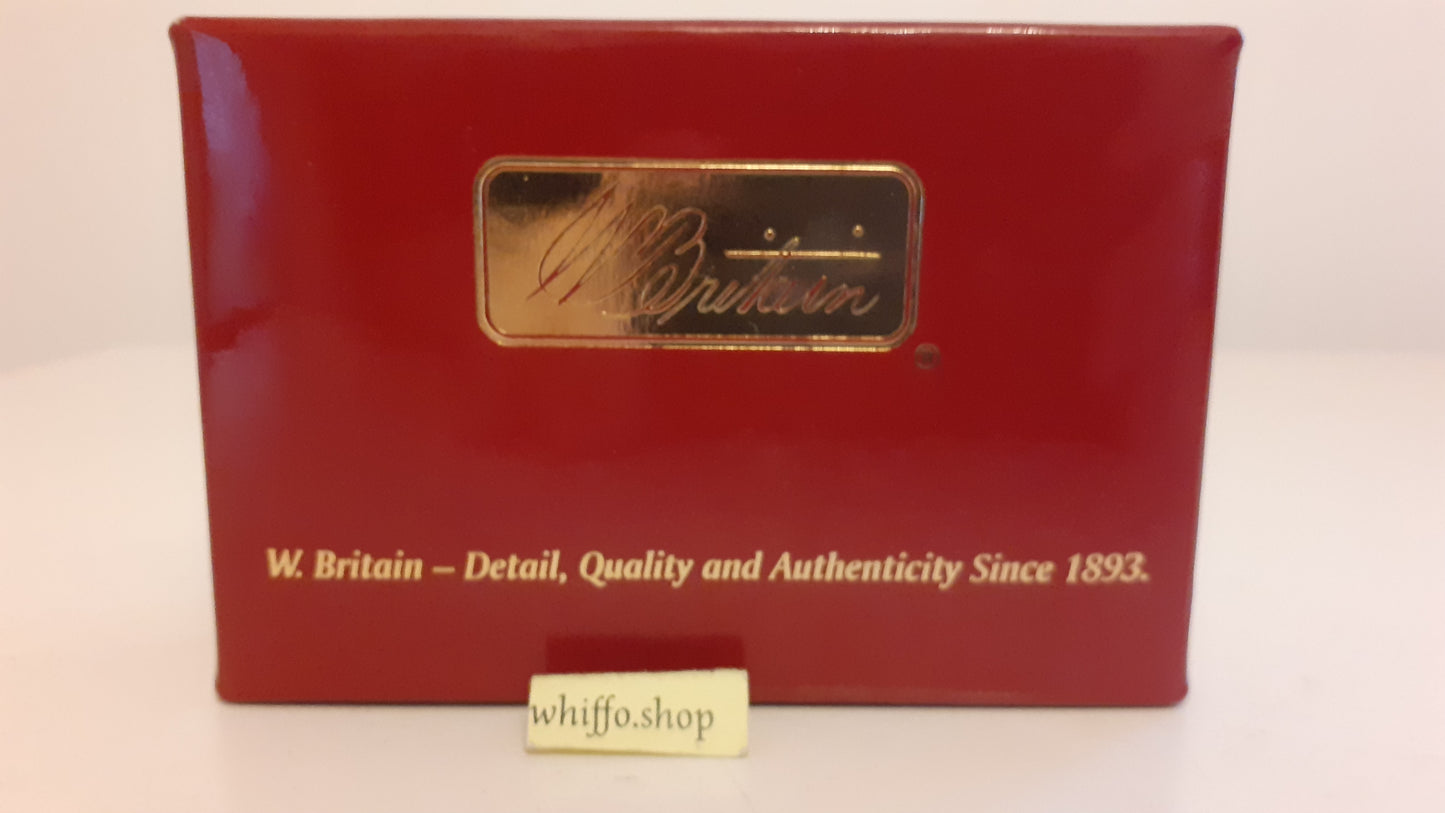 W Britain
®
W. Britain – Detail, Quality and Authenticity Since 1893.
whiffo.shop